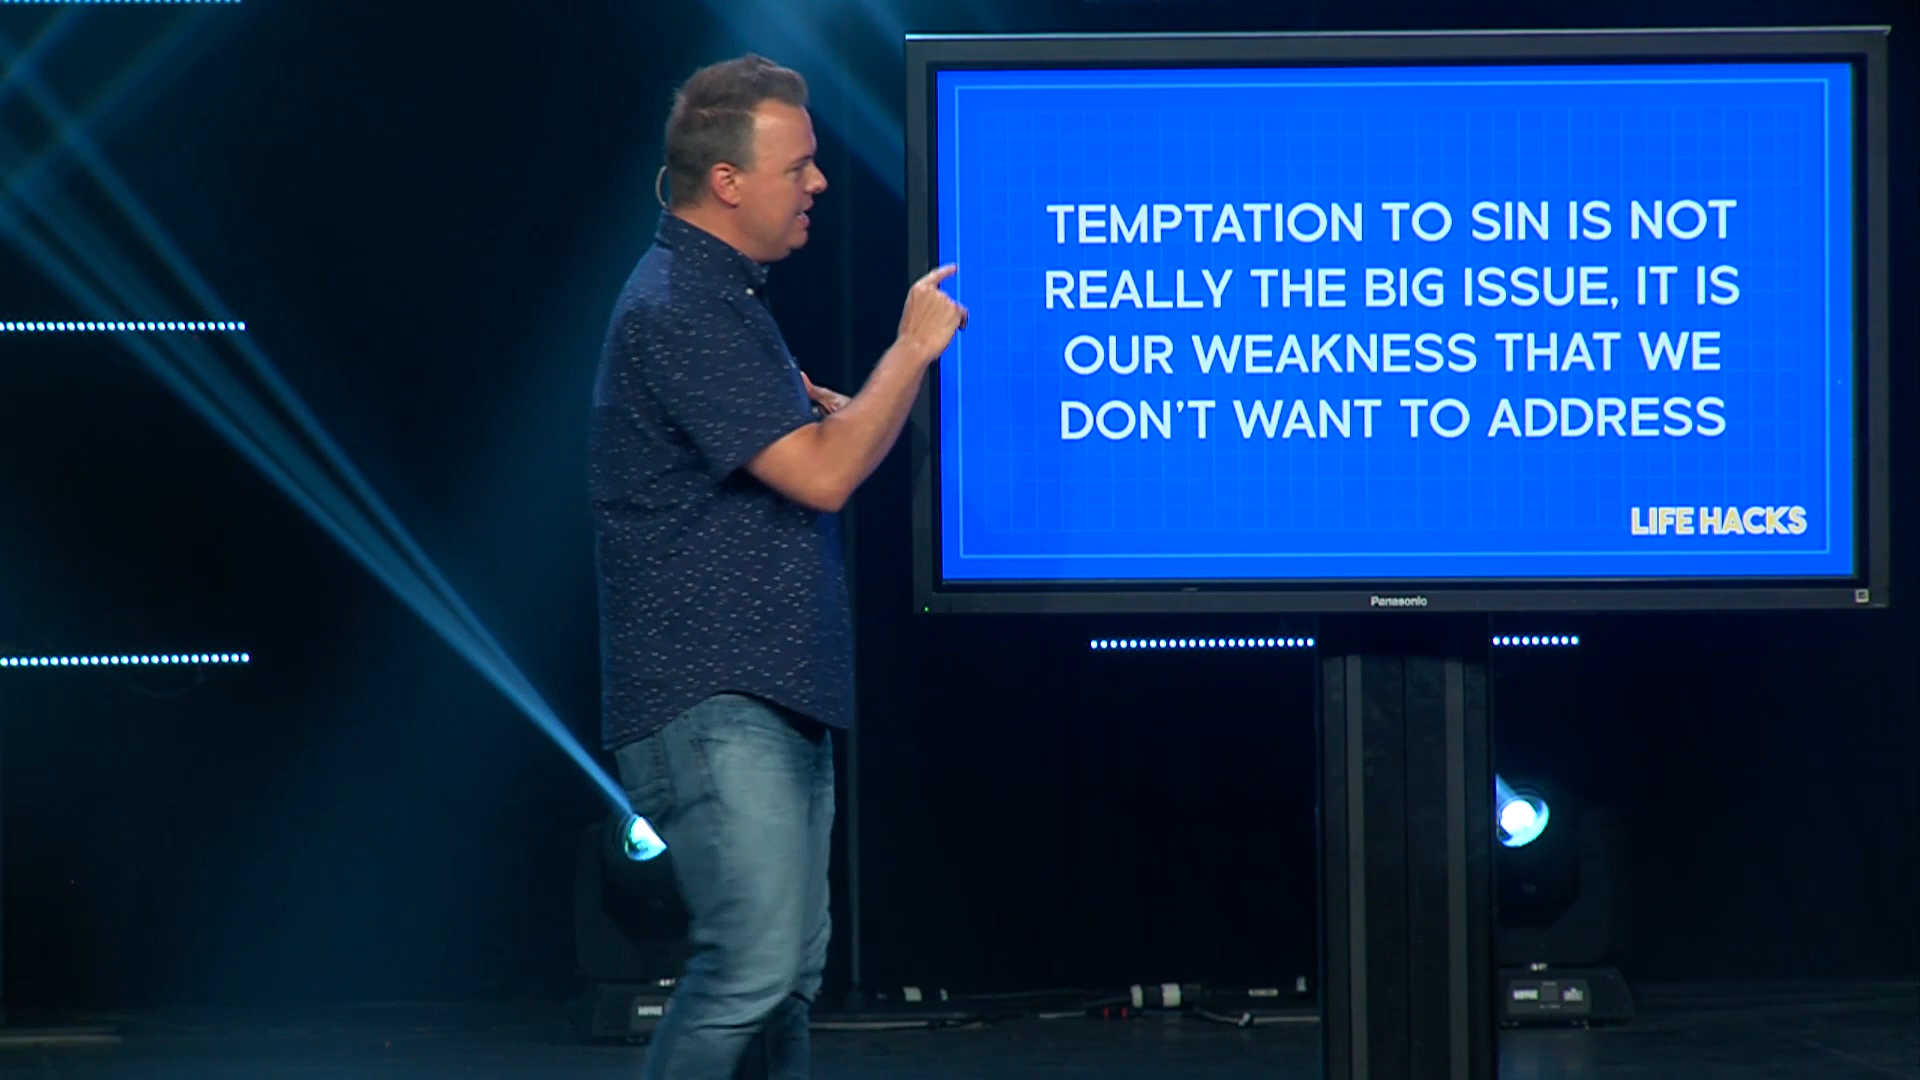 TEMPTATION TO SIN IS NOT
REALLY THE BIG ISSUE, IT IS
OUR WEAKNESS THAT WE
DON'T WANT TO ADDRESS
LIFE HACKS
Panasonic